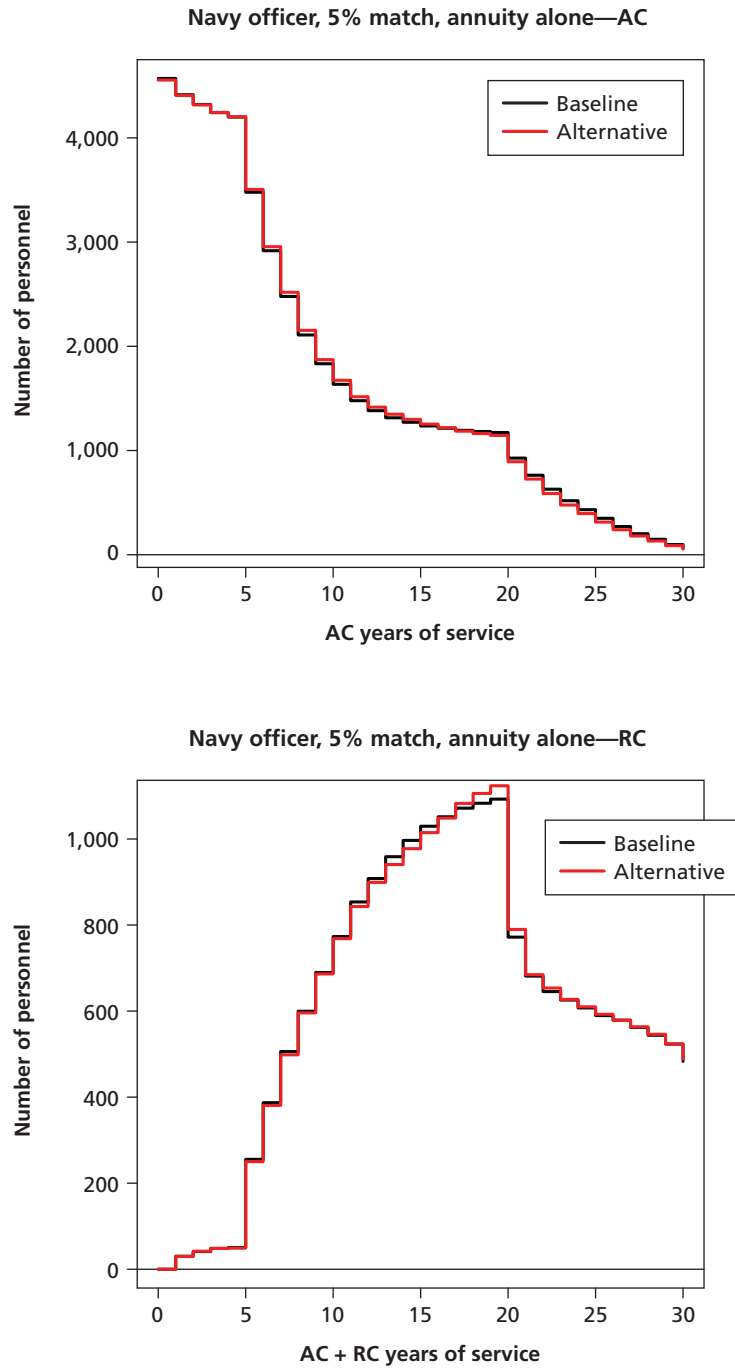 Navy officer, 5% match, annuity alone—AC
Baseline
Alternative
Number of personnel
4,000
3,000
2,000
1,000
0
0 5 10 15 20 25 30
AC years of service
Navy officer, 5% match, annuity alone—RC
Baseline
Alternative
Number of personnel
1,000
800
600
400
200
0
0 5 10 15 20 25 30
AC + RC years of service